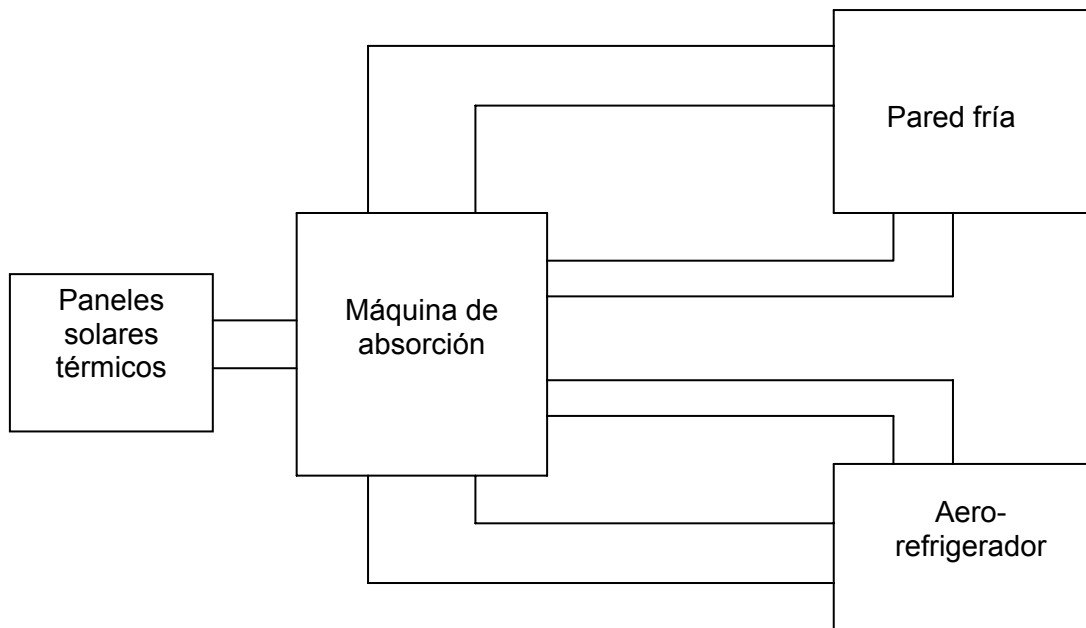 Pared fría
Paneles
solares
térmicos
Máquina de
absorción
Aero-
refrigerador